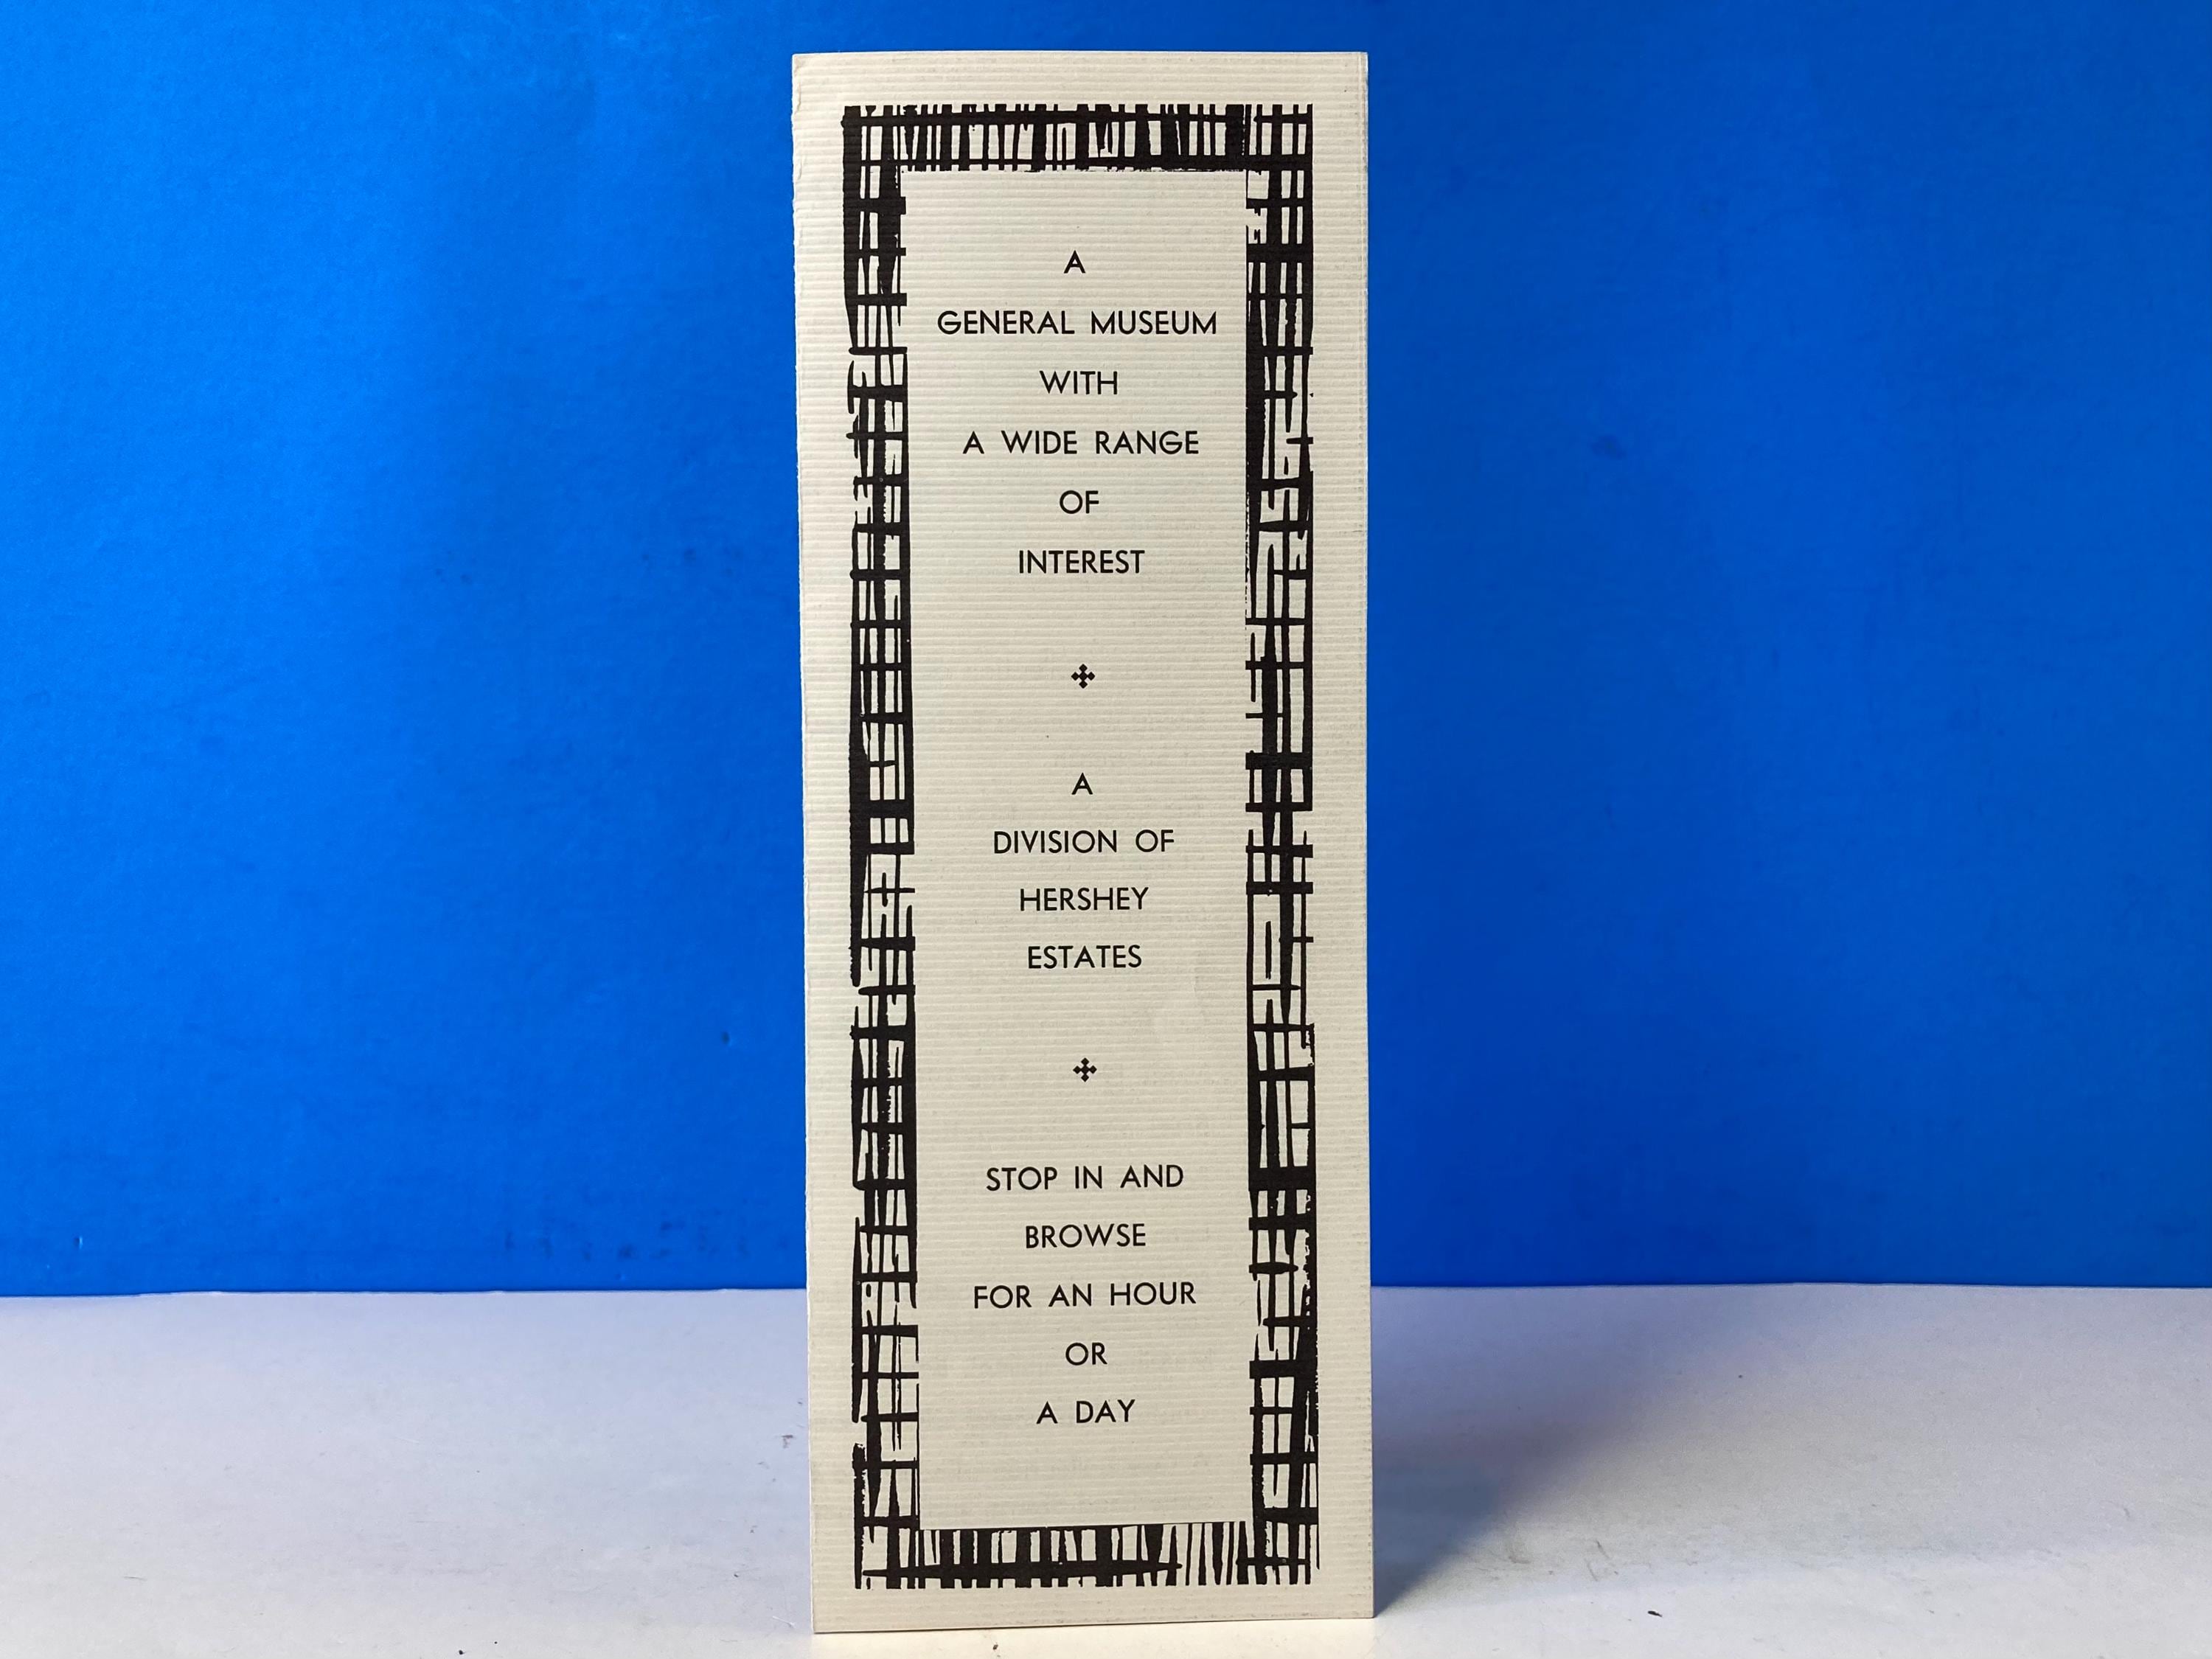 A
GENERAL MUSEUM
WITH
A WIDE RANGE
OF
INTEREST
A
DIVISION OF
HERSHEY
ESTATES
STOP IN AND
BROWSE
FOR AN HOUR
OR
A DAY